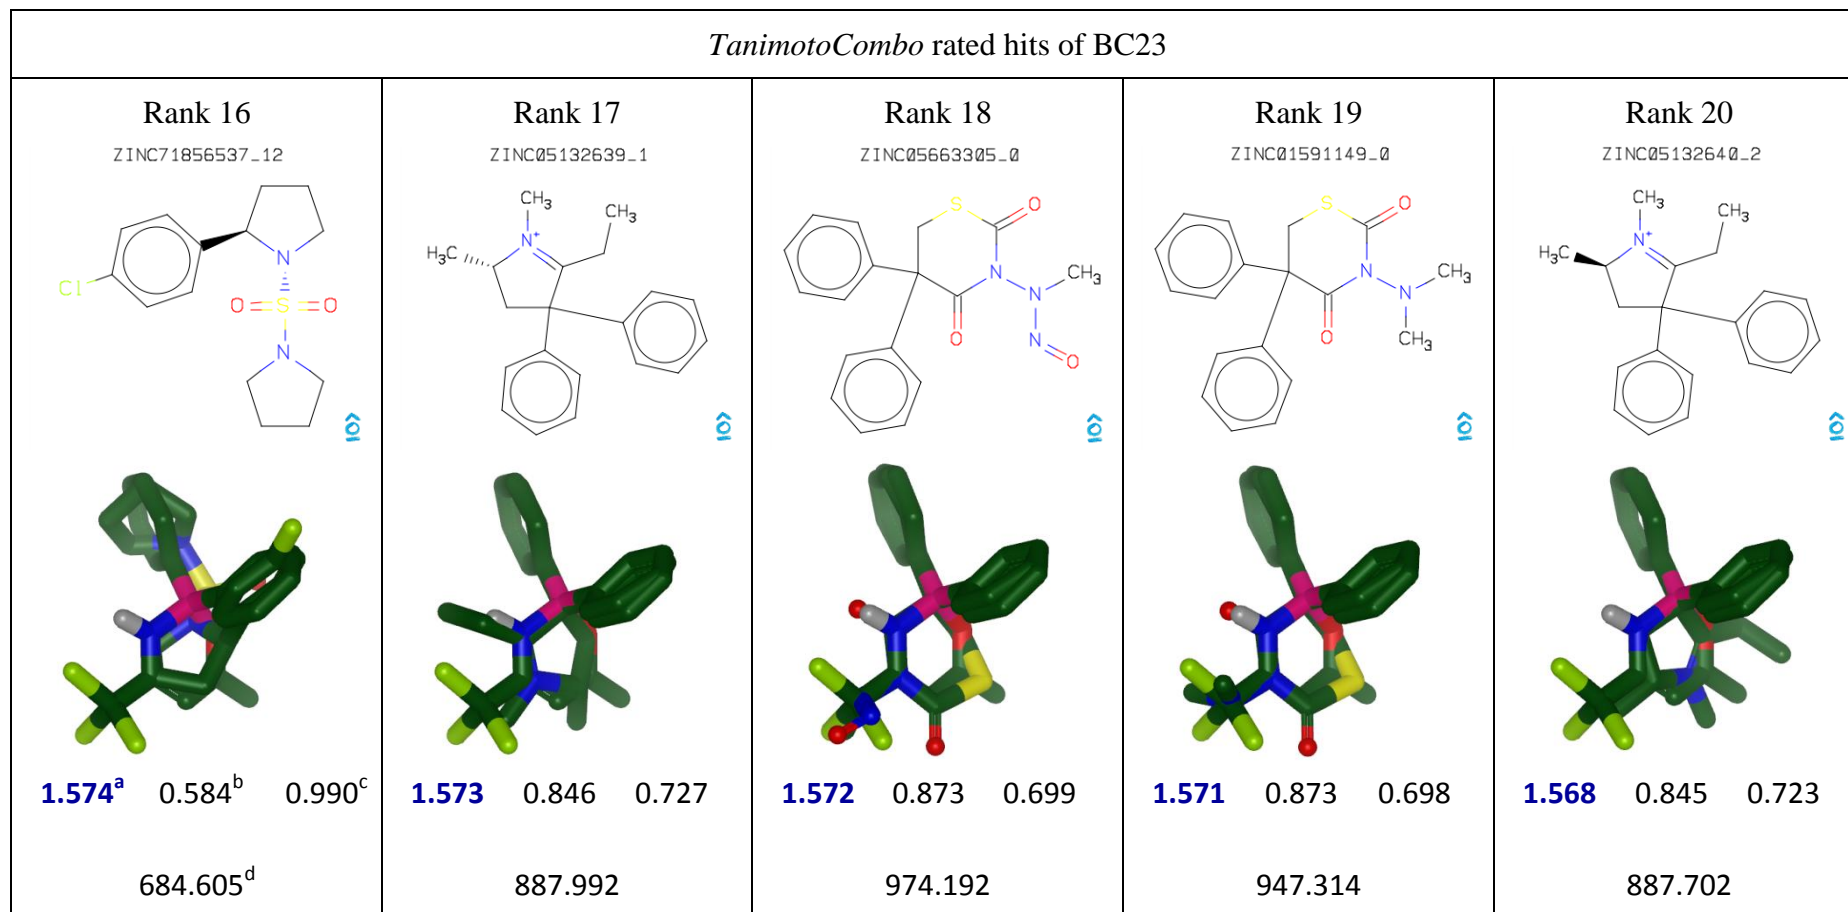 TanimotoCombo rated hits of BC23
Rank 16
ZINC71856537_12
Cl
N
O S O
N
1.574a 0.584b 0.990c
684.605d
Rank 17
ZINC05132639_1
CH3
CH3
N+
H3C
1.573 0.846 0.727
887.992
Rank 18
ZINC05663305_0
S O
N CH3
N
O N
O
1.572 0.873 0.699
974.192
Rank 19
ZINC01591149_0
S O
N CH3
N
O CH3
1.571 0.873 0.698
947.314
Rank 20
ZINC05132640_2
CH3
CH3
N+
H3C
1.568 0.845 0.723
887.702